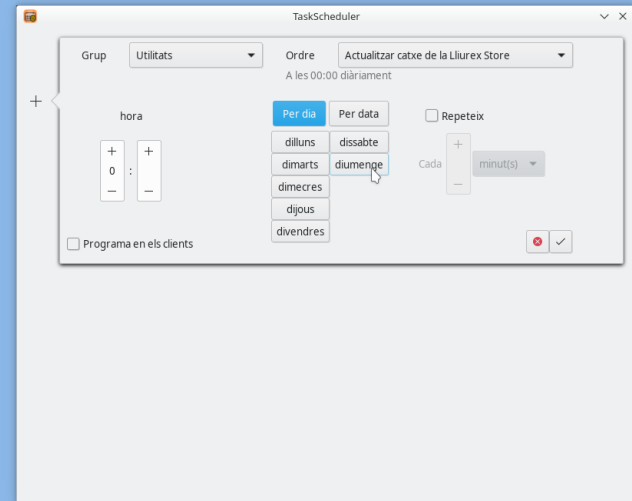 TaskScheduler
Grup Utilitats Ordre Actualitzar catxe de la Lliurex Store
A les 00:00 diàriament
hora Per dia Per data Repeteix
dilluns dissabte
0 : dimarts diumenge Cada minut(s)
dimecres
dijous
divendres
Programa en els clients